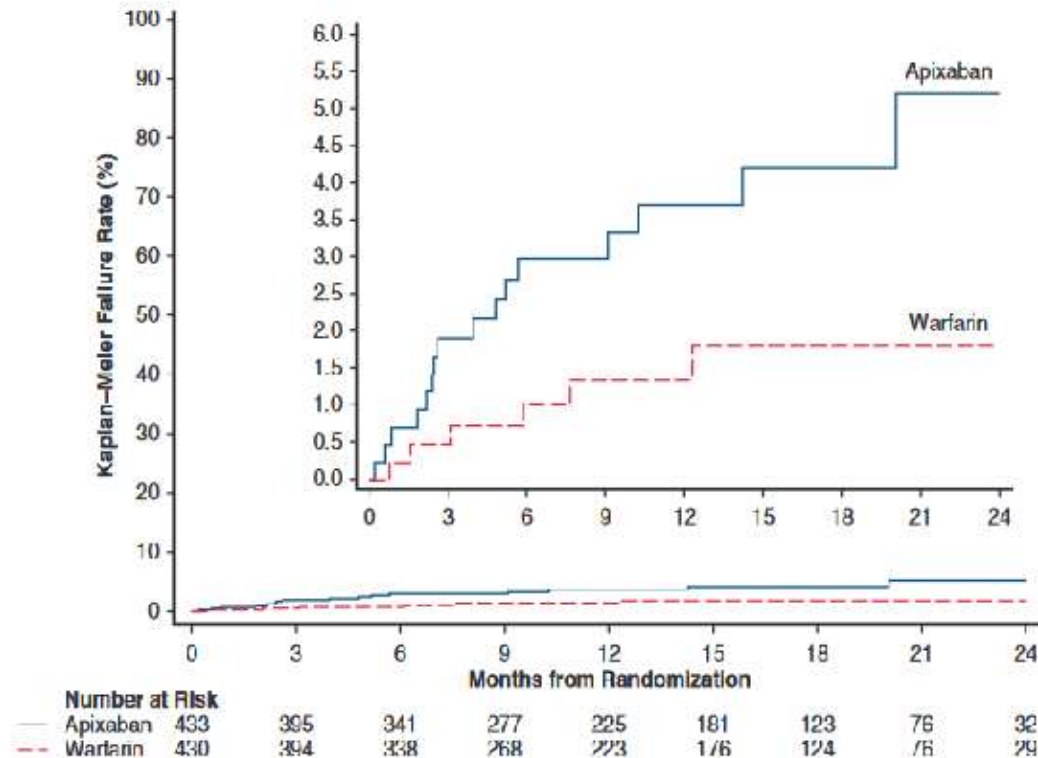 Kaplan–Meier Failure Rate (%)
100
90
80
70
60
50
40
30
20
10
0
6.0
5.5
5.0
4.5
4.0
3.5
3.0
2.5
2.0
1.5
1.0
0.5
0.0
Apixaban
Warfarin
0 3 6 9 12 15 18 21 24
0 3 6 9 12 15 18 21 24
Months from Randomization
Number at Risk
Apixaban 433 395 341 277 225 181 123 76 32
Warfarin 430 394 338 268 223 176 124 76 29